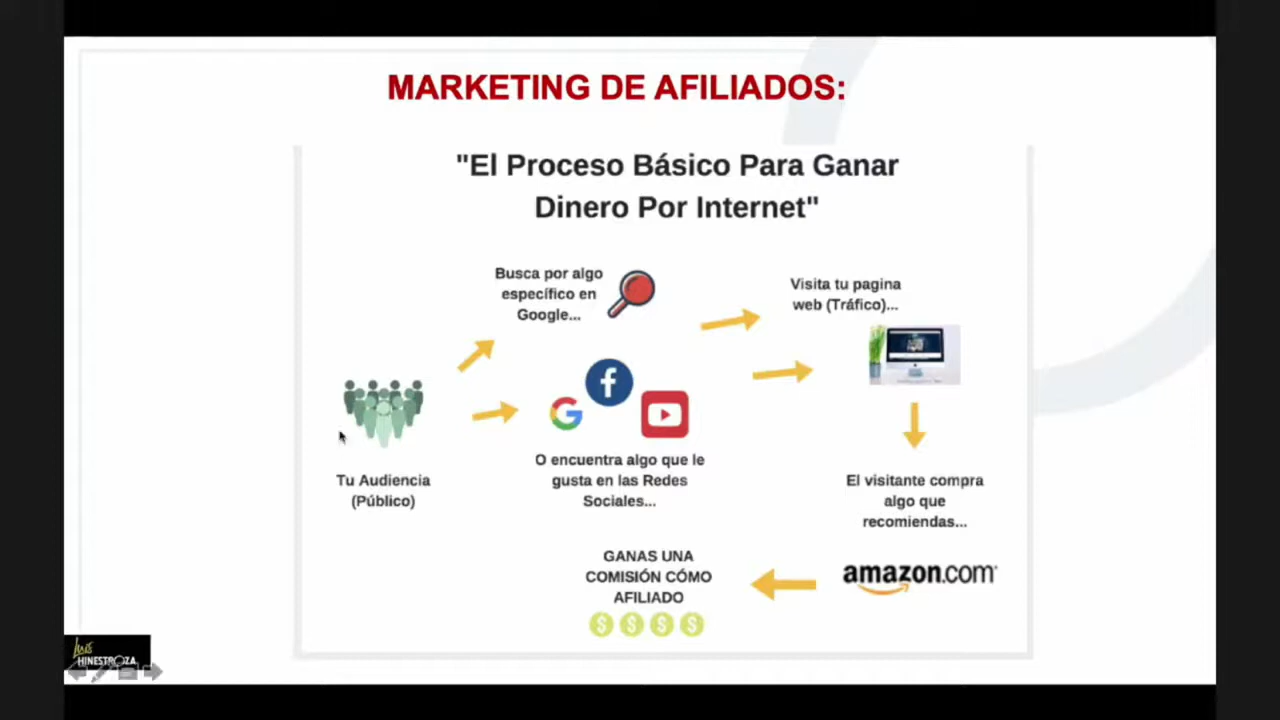 MARKETING DE AFILIADOS:
"El Proceso Básico Para Ganar
Dinero Por Internet"
Busca por algo
específico en
Google...
Visita tu pagina
web (Tráfico)...
Tu Audiencia
(Público)
O encuentra algo que le
gusta en las Redes
Sociales...
El visitante compra
algo que
recomiendas...
amazon.com
GANAS UNA
COMISIÓN CÓMO
AFILIADO
Luis
HINESTROZA